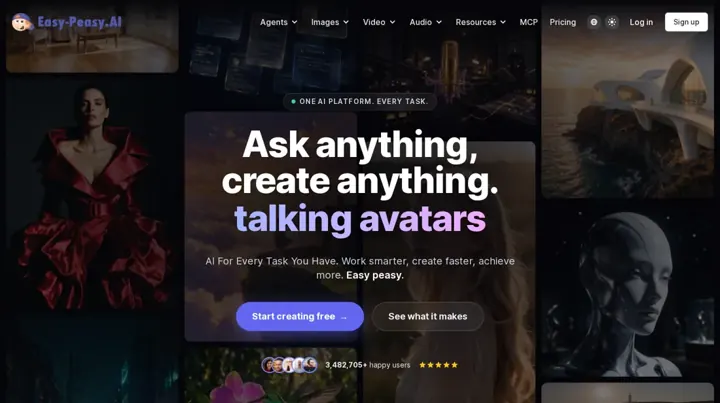 Easy-Peasy.AI
Agents Images Video Audio Resources MCP Pricing Log in Sign up
ONE AI PLATFORM. EVERY TASK.
Ask anything,
create anything.
talking avatars
AI For Every Task You Have. Work smarter, create faster, achieve
more. Easy peasy.
Start creating free → See what it makes
3,482,705+ happy users ★★★★★